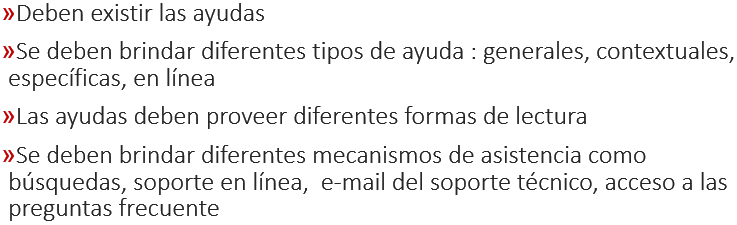 »Deben existir las ayudas
»Se deben brindar diferentes tipos de ayuda : generales, contextuales,
específicas, en línea
»Las ayudas deben proveer diferentes formas de lectura
»Se deben brindar diferentes mecanismos de asistencia como
búsquedas, soporte en línea,  e-mail del soporte técnico, acceso a las
preguntas frecuente